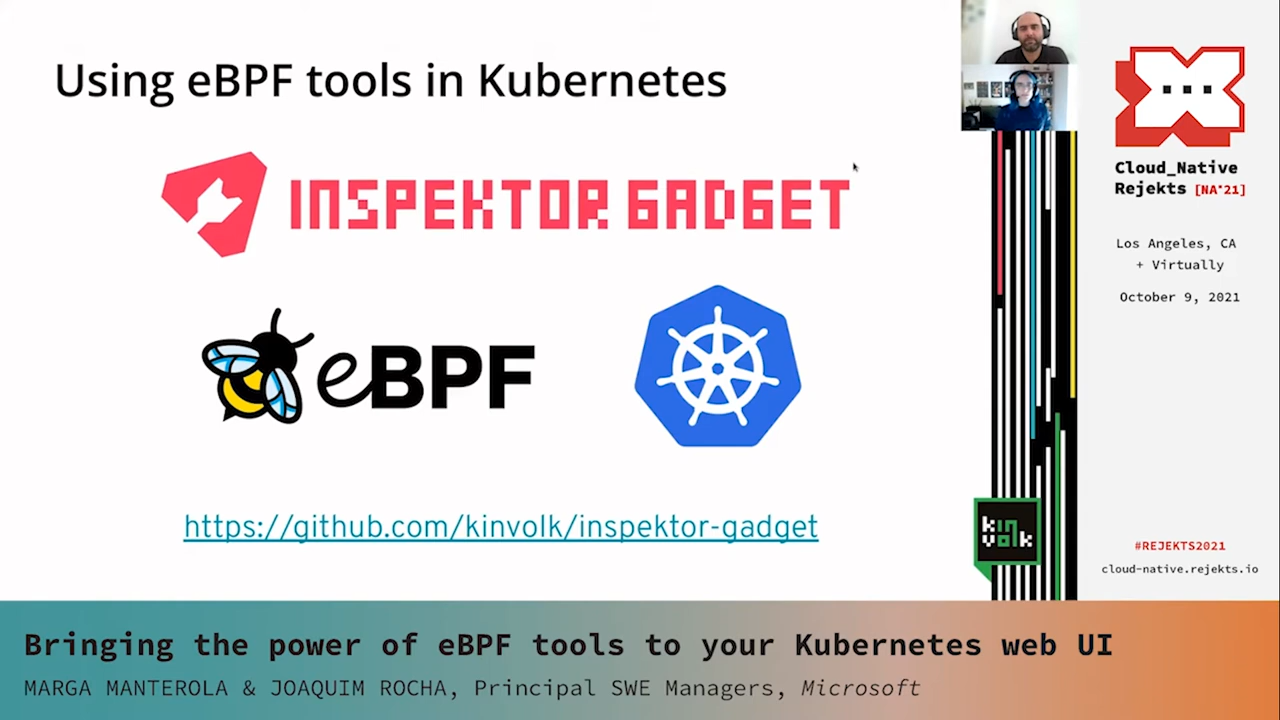 Using eBPF tools in Kubernetes
INSPEKTOR GADGET
eBPF
https://github.com/kinvolk/inspektor-gadget
kin
volk
Cloud_Native
Rejekts [NA*21]
Los Angeles, CA
+ Virtually
October 9, 2021
#REJEKTS2021
cloud-native.rejekts.io
Bringing the power of eBPF tools to your Kubernetes web UI
MARGA MANTEROLA & JOAQUIM ROCHA, Principal SWE Managers, Microsoft